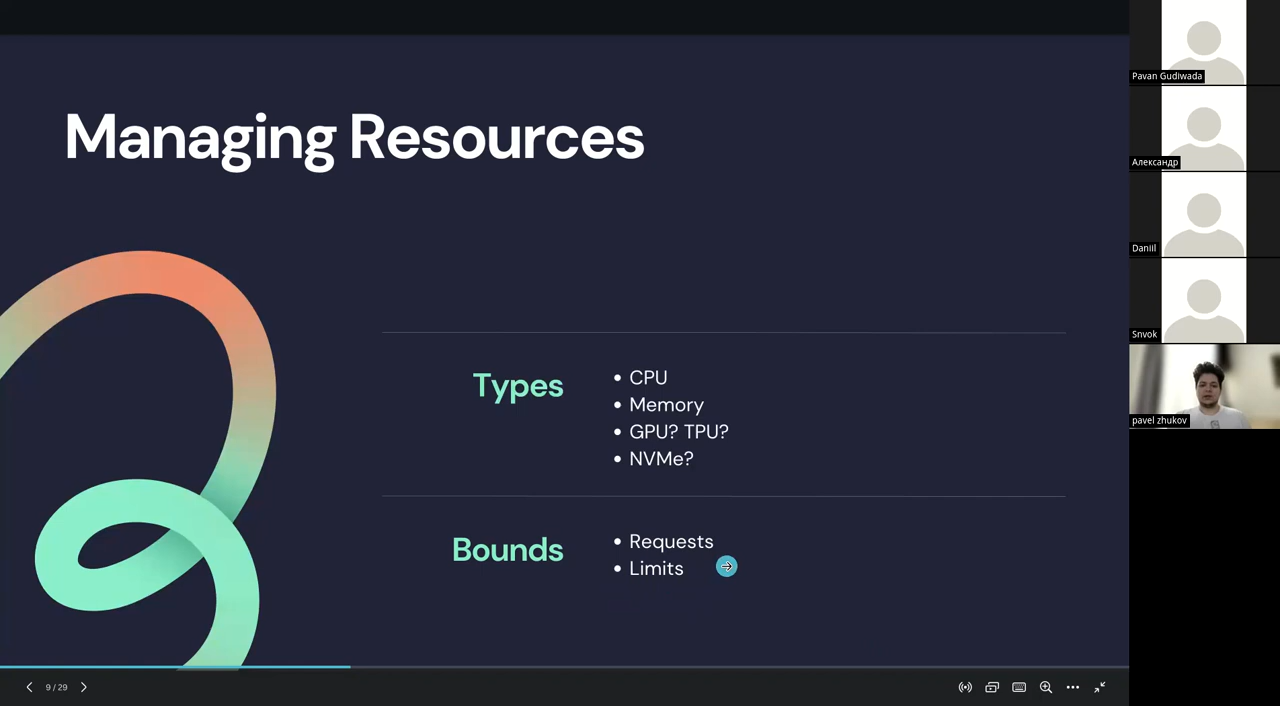 Managing Resources
Types
• CPU
• Memory
• GPU? TPU?
• NVMe?
Bounds
• Requests
• Limits
9 / 29
Pavan Gudiwada
Александр
Daniil
Snvok
pavel zhukov